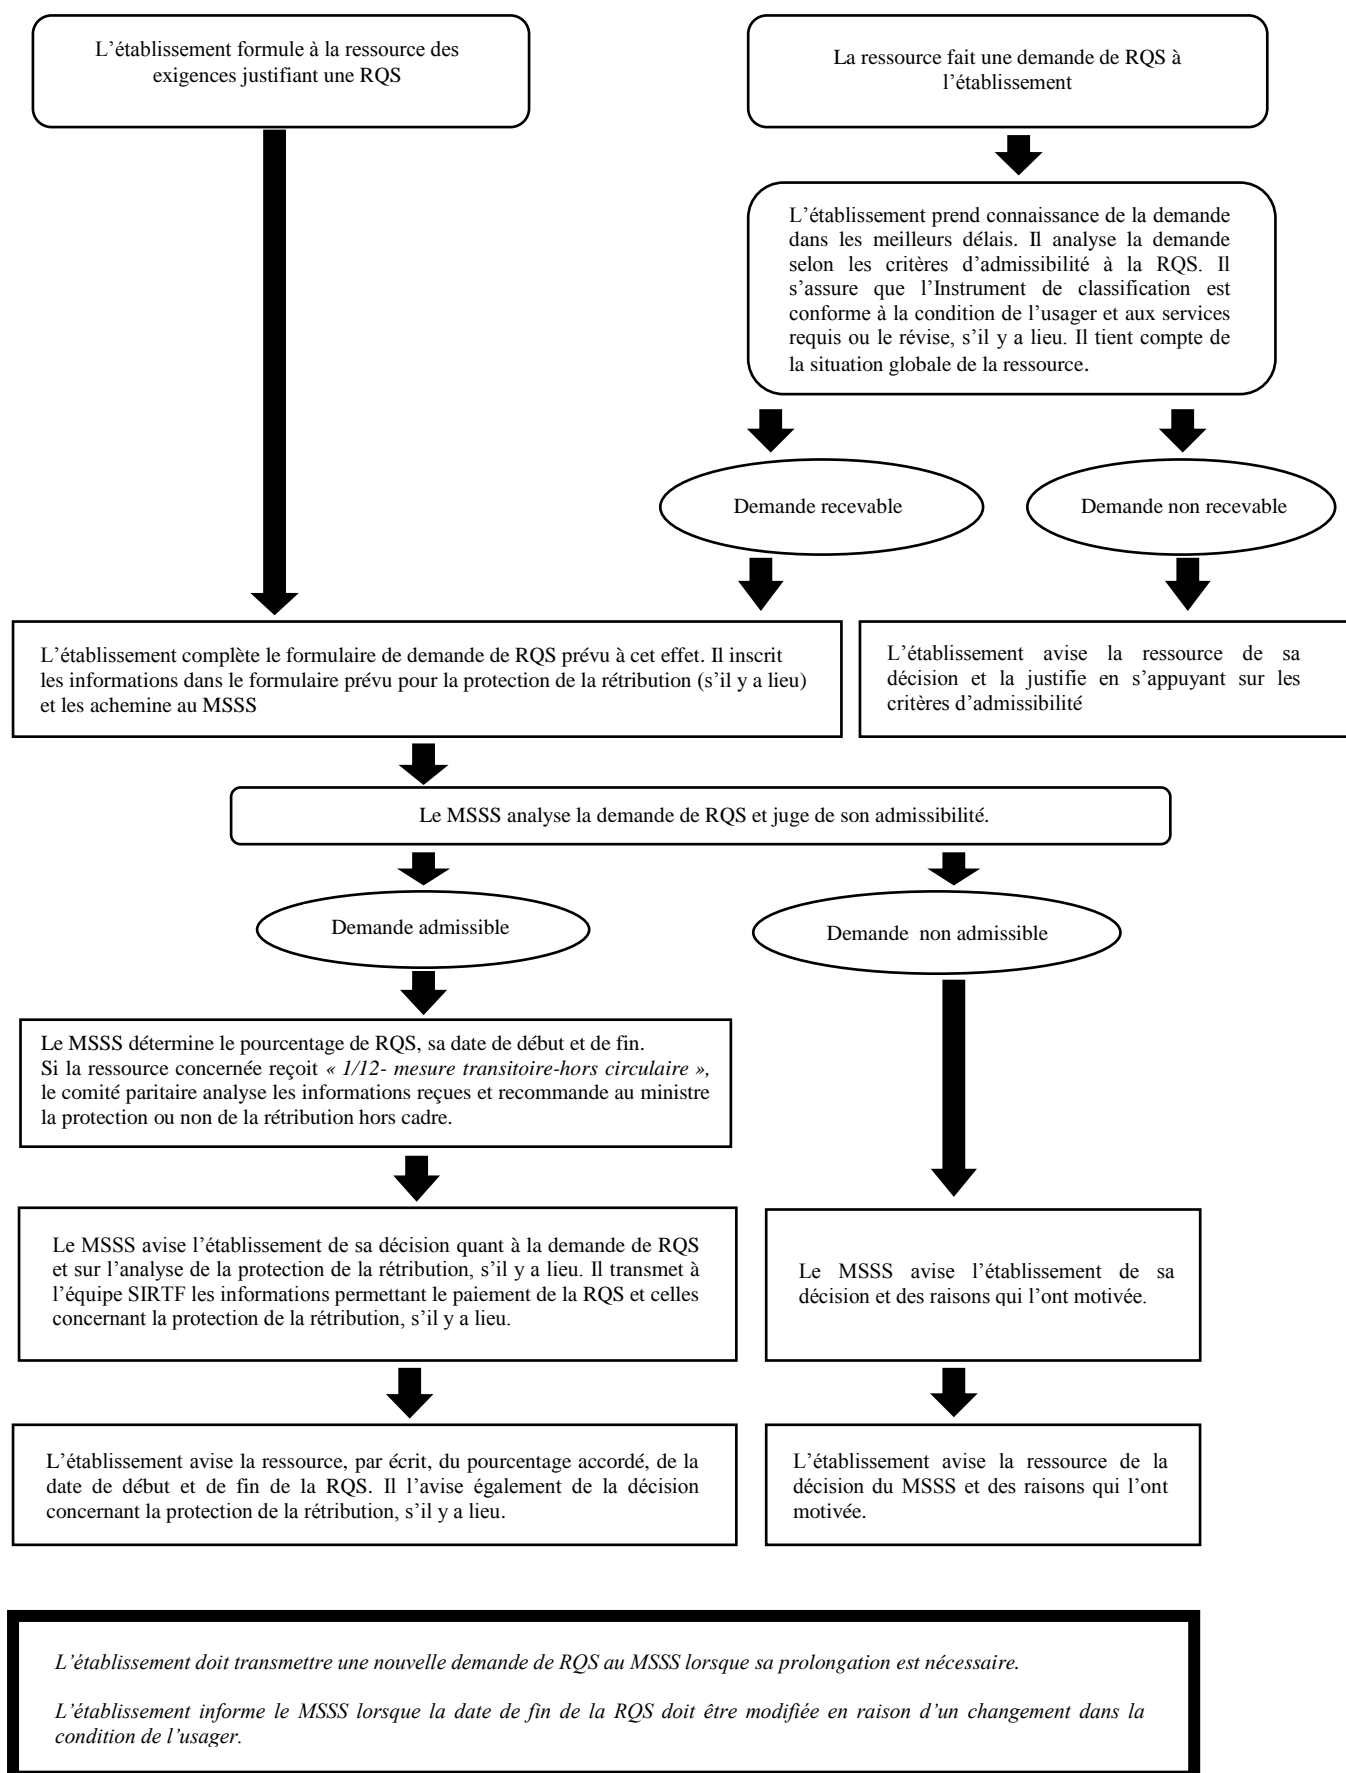 L’établissement formule à la ressource des
exigences justifiant une RQS
La ressource fait une demande de RQS à
l’établissement
L’établissement prend connaissance de la demande
dans les meilleurs délais. Il analyse la demande
selon les critères d’admissibilité à la RQS. Il
s’assure que l’Instrument de classification est
conforme à la condition de l’usager et aux services
requis ou le révise, s’il y a lieu. Il tient compte de
la situation globale de la ressource.
Demande recevable
Demande non recevable
L’établissement complète le formulaire de demande de RQS prévu à cet effet. Il inscrit
les informations dans le formulaire prévu pour la protection de la rétribution (s’il y a lieu)
et les achemine au MSSS
L’établissement avise la ressource de sa
décision et la justifie en s’appuyant sur les
critères d’admissibilité
Le MSSS analyse la demande de RQS et juge de son admissibilité.
Demande admissible
Demande non admissible
Le MSSS détermine le pourcentage de RQS, sa date de début et de fin.
Si la ressource concernée reçoit « 1/12- mesure transitoire-hors circulaire »,
le comité paritaire analyse les informations reçues et recommande au ministre
la protection ou non de la rétribution hors cadre.
Le MSSS avise l’établissement de sa décision quant à la demande de RQS
et sur l’analyse de la protection de la rétribution, s’il y a lieu. Il transmet à
l’équipe SIRTF les informations permettant le paiement de la RQS et celles
concernant la protection de la rétribution, s’il y a lieu.
Le MSSS avise l’établissement de sa
décision et des raisons qui l’ont motivée.
L’établissement avise la ressource, par écrit, du pourcentage accordé, de la
date de début et de fin de la RQS. Il l’avise également de la décision
concernant la protection de la rétribution, s’il y a lieu.
L’établissement avise la ressource de la
décision du MSSS et des raisons qui l’ont
motivée.
L’établissement doit transmettre une nouvelle demande de RQS au MSSS lorsque sa prolongation est nécessaire.
L’établissement informe le MSSS lorsque la date de fin de la RQS doit être modifiée en raison d’un changement dans la
condition de l’usager.